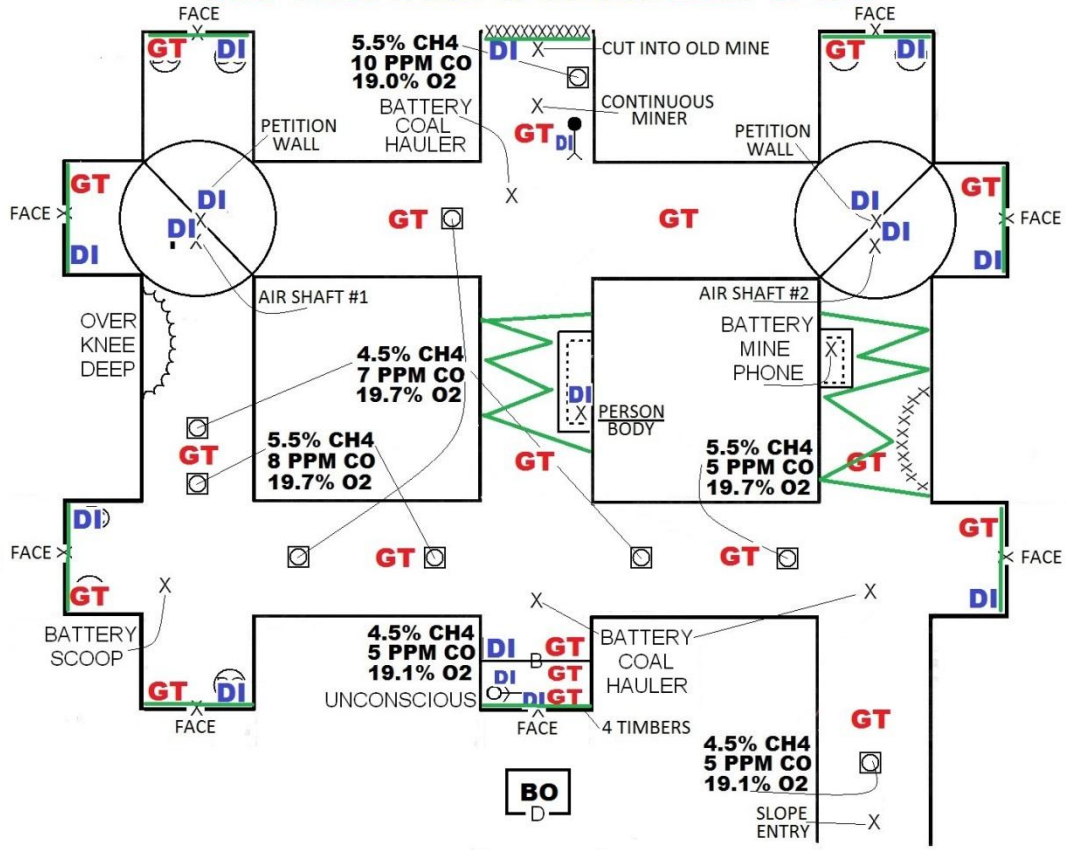 FACE
FACE
GT
DI
5.5% CH4
10 PPM CO
19.0% O2
DI
XXXXXXXXXXX
X
CUT INTO OLD MINE
GT
DI
BATTERY
COAL
HAULER
X
CONTINUOUS
MINER
GT
DI
PETITION
WALL
PETITION
WALL
GT
FACE
X
DI
DI
DI
X
X
GT
GT
DI
DI
X
X
GT
X
FACE
DI
AIR SHAFT #1
AIR SHAFT #2
OVER
KNEE
DEEP
BATTERY
MINE
PHONE
X
4.5% CH4
7 PPM CO
19.7% O2
DI
X
PERSON
BODY
GT
5.5% CH4
8 PPM CO
19.7% O2
GT
5.5% CH4
5 PPM CO
19.7% O2
GT
DI
FACE
X
GT
GT
GT
GT
X
FACE
DI
X
X
X
BATTERY
SCOOP
4.5% CH4
5 PPM CO
19.1% O2
UNCONSCIOUS
DI
GT
B
DI
GT
DI
GT
BATTERY
COAL
HAULER
4 TIMBERS
GT
DI
X
FACE
X
FACE
GT
4.5% CH4
5 PPM CO
19.1% O2
BO
D
SLOPE
ENTRY
X